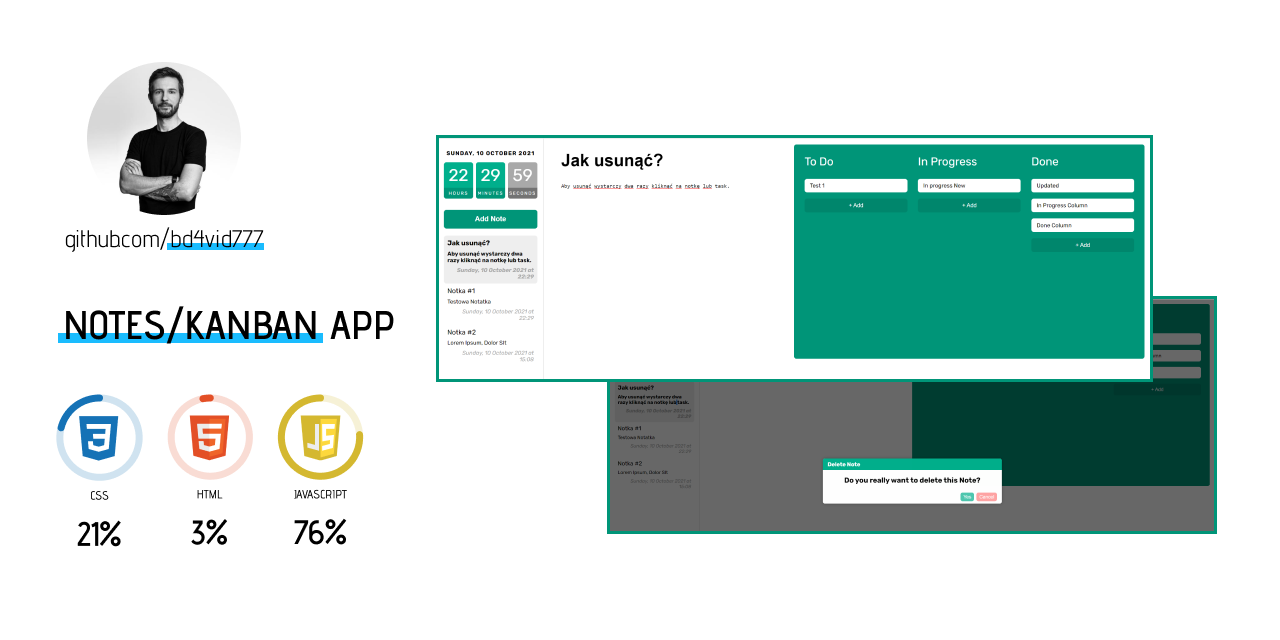 github.com/bd4vid777
NOTES/KANBAN APP
CSS
HTML
JAVASCRIPT
21%
3%
76%
SUNDAY, 10 OCTOBER 2021
22
29
59
HOURS
MINUTES
SECONDS
Add Note
Jak usunąć?
Aby usunąć wystarczy dwa
razy kliknąć na notkę lub task.
Sunday, 10 October 2021 at
22:29
Notka #1
Testowa Notatka
Sunday, 10 October 2021 at
22:29
Notka #2
Lorem Ipsum, Dolor Sit
Sunday, 10 October 2021 at
15:08
Jak usunąć?
Aby usunąć wystarczy dwa razy kliknąć na notkę lub task.
To Do
Test 1
+ Add
In Progress
In progress New
+ Add
Done
Updated
In Progress Column
Done Column
+ Add
Jak usunąć?
Aby usunąć wystarczy dwa
razy kliknąć na notkę lub task.
Sunday, 10 October 2021 at
22:29
Notka #1
Testowa Notatka
Sunday, 10 October 2021 at
22:29
Notka #2
Lorem Ipsum, Dolor Sit
Sunday, 10 October 2021 at
+ Add
Delete Note
Do you really want to delete this Note?
Yes
Cancel